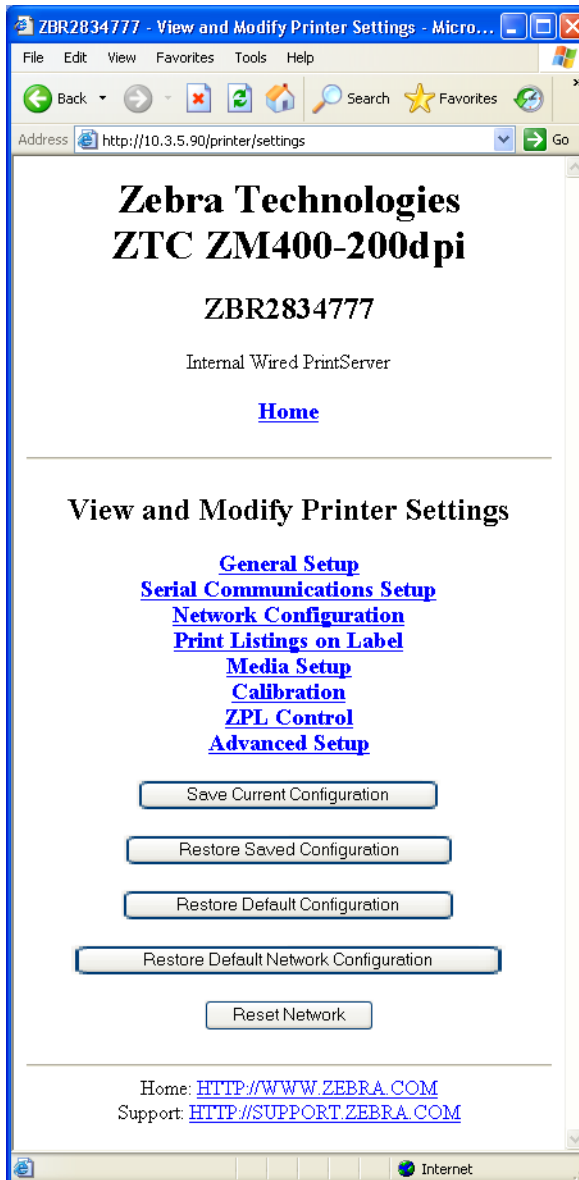 ZBR2834777 - View and Modify Printer Settings - Micro...
File Edit View Favorites Tools Help
Back Search Favorites »
Address http://10.3.5.90/printer/settings Go
Zebra Technologies
ZTC ZM400-200dpi
ZBR2834777
Internal Wired PrintServer
Home
View and Modify Printer Settings
General Setup
Serial Communications Setup
Network Configuration
Print Listings on Label
Media Setup
Calibration
ZPL Control
Advanced Setup
Save Current Configuration
Restore Saved Configuration
Restore Default Configuration
Restore Default Network Configuration
Reset Network
Home: HTTP://WWW.ZEBRA.COM
Support: HTTP://SUPPORT.ZEBRA.COM
Internet